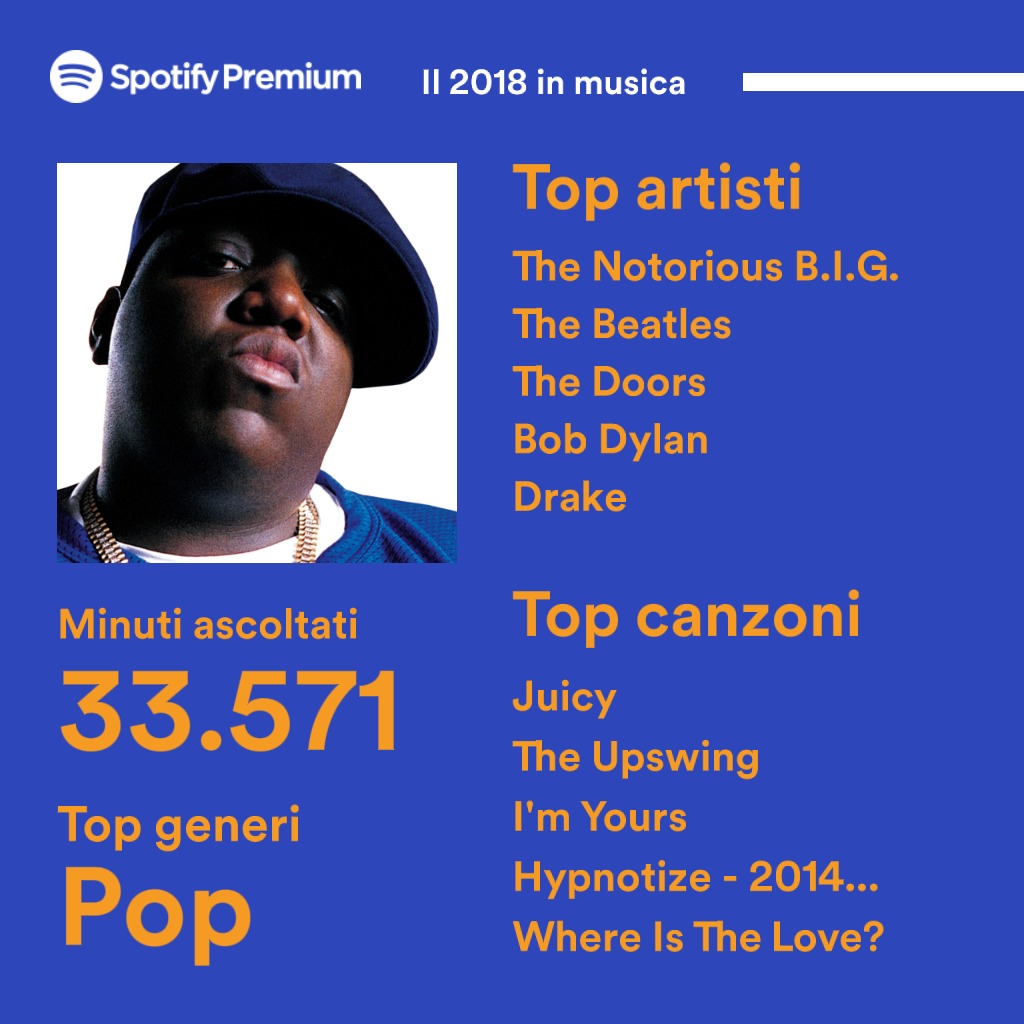 Spotify Premium
Il 2018 in musica
Top artisti
The Notorious B.I.G.
The Beatles
The Doors
Bob Dylan
Drake
Minuti ascoltati
33.571
Top generi
Pop
Top canzoni
Juicy
The Upswing
I'm Yours
Hypnotize - 2014...
Where Is The Love?